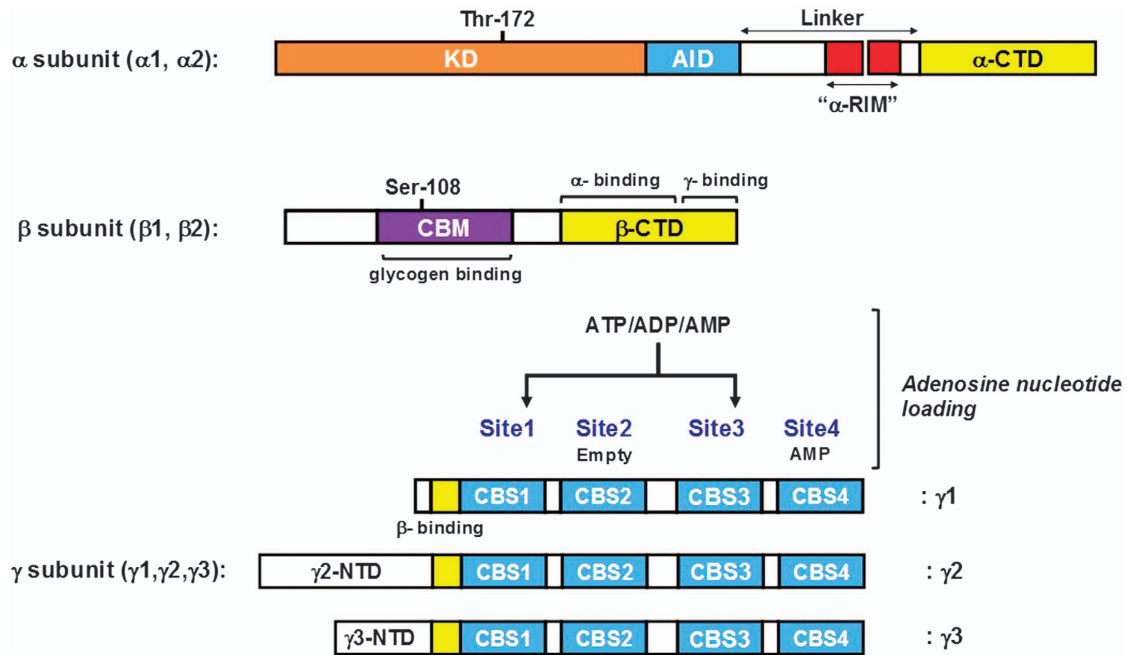 Thr-172
Linker
α subunit (α1, α2):
KD
AID
α-CTD
“α-RIM”
Ser-108
α- binding
γ- binding
β subunit (β1, β2):
CBM
β-CTD
glycogen binding
ATP/ADP/AMP
Adenosine nucleotide
loading
Site1
Site2
Site3
Site4
Empty
AMP
CBS1
CBS2
CBS3
CBS4
: γ1
β- binding
γ subunit (γ1,γ2,γ3):
γ2-NTD
CBS1
CBS2
CBS3
CBS4
: γ2
γ3-NTD
CBS1
CBS2
CBS3
CBS4
: γ3